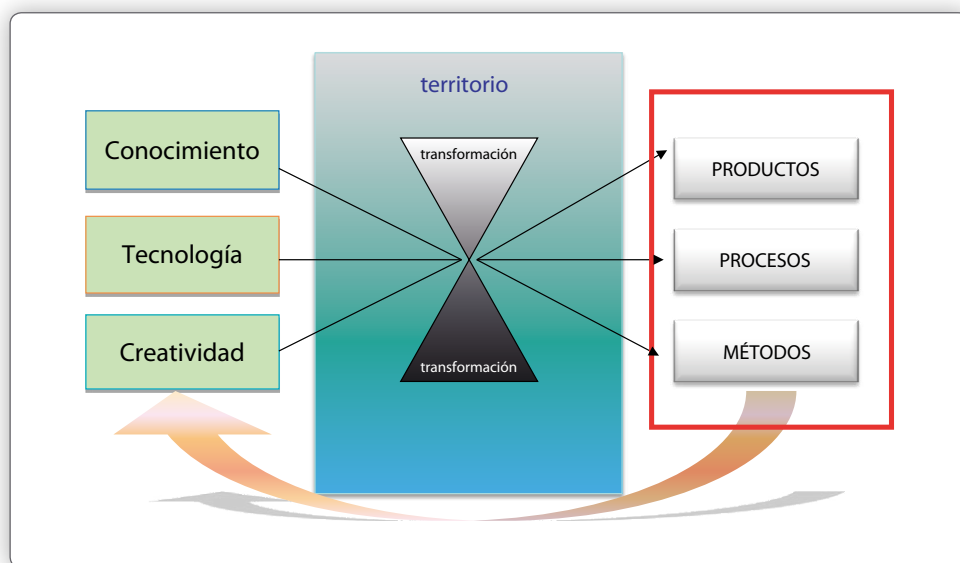 territorio
Conocimiento
Tecnología
Creatividad
transformación
transformación
PRODUCTOS
PROCESOS
MÉTODOS